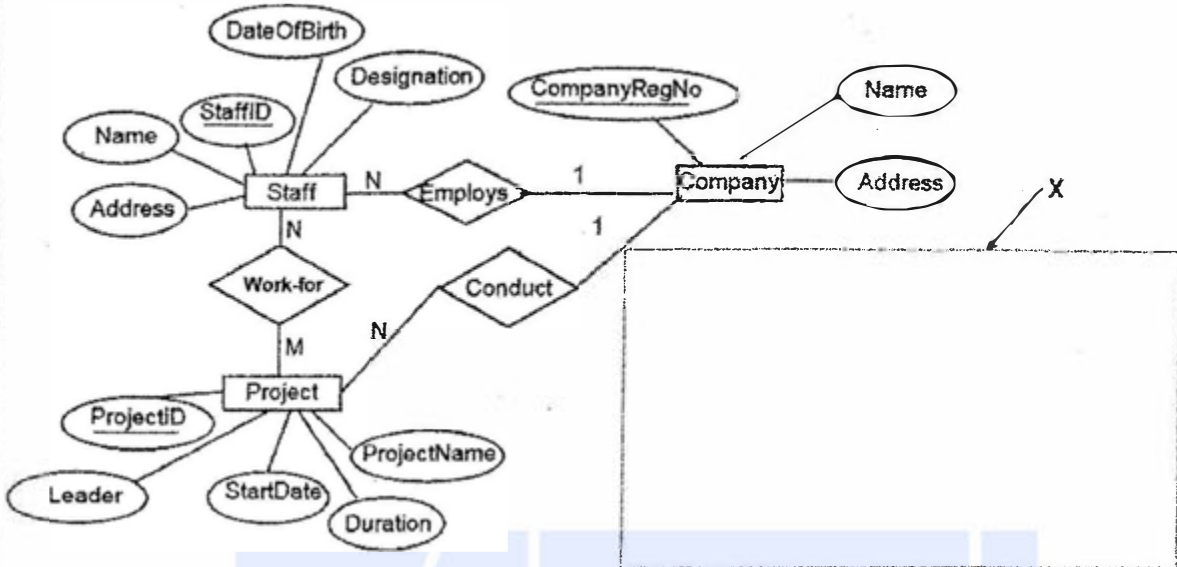 DateOfBirth
Designation
CompanyRegNo
Name
StaffID
Name
Staff
N
Employs
1
Company
Address
Address
X
N
1
Work-for
Conduct
N
M
Project
ProjectID
ProjectName
Leader
StartDate
Duration